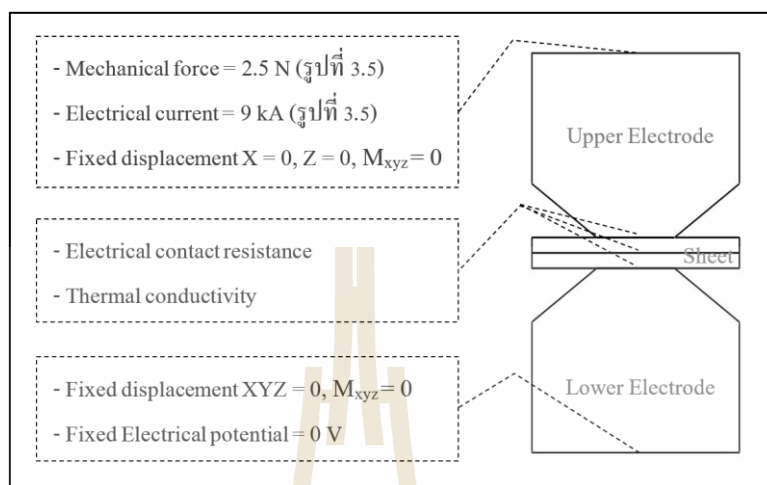 - Mechanical force = 2.5 N (รูปที่ 3.5)
- Electrical current = 9 kA (รูปที่ 3.5)
- Fixed displacement X = 0, Z = 0, Mxyz = 0
Upper Electrode
- Electrical contact resistance
- Thermal conductivity
Sheet
- Fixed displacement XYZ = 0, Mxyz = 0
- Fixed Electrical potential = 0 V
Lower Electrode